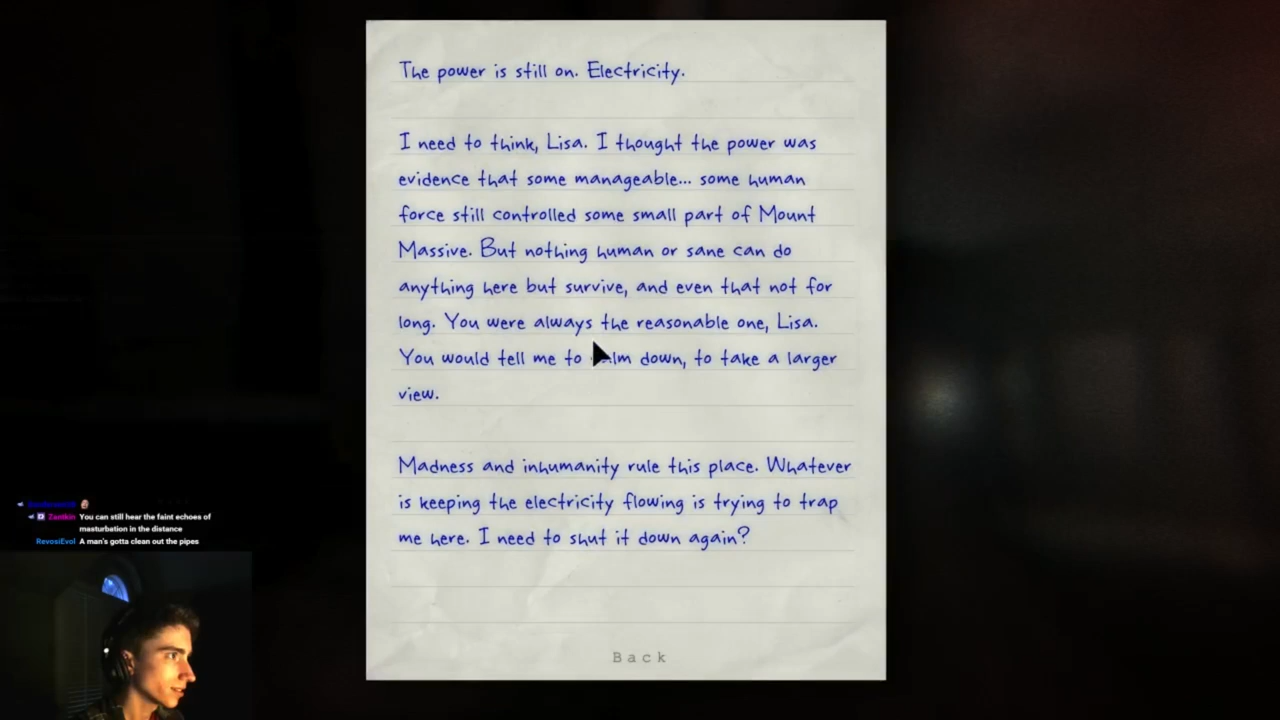 The power is still on. Electricity.
I need to think, Lisa. I thought the power was
evidence that some manageable... some human
force still controlled some small part of Mount
Massive. But nothing human or sane can do
anything here but survive, and even that not for
long. You were always the reasonable one, Lisa.
You would tell me to lm down, to take a larger
view.
Madness and inhumanity rule this place. Whatever
is keeping the electricity flowing is trying to trap
me here. I need to shut it down again?
Back
Zantkin You can still hear the faint echoes of
masturbation in the distance
RevosiEvol A man's gotta clean out the pipes